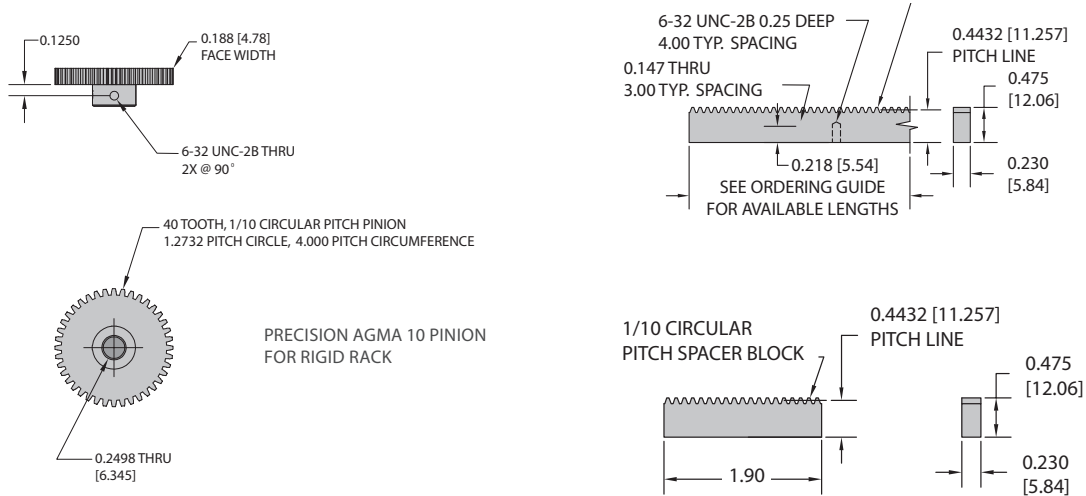 0.1250
0.188 [4.78]
FACE WIDTH
6-32 UNC-2B THRU
2X @ 90°
40 TOOTH, 1/10 CIRCULAR PITCH PINION
1.2732 PITCH CIRCLE, 4.000 PITCH CIRCUMFERENCE
PRECISION AGMA 10 PINION
FOR RIGID RACK
0.2498 THRU
[6.345]
6-32 UNC-2B 0.25 DEEP
4.00 TYP. SPACING
0.147 THRU
3.00 TYP. SPACING
0.4432 [11.257]
PITCH LINE
0.475
[12.06]
0.218 [5.54]
SEE ORDERING GUIDE
FOR AVAILABLE LENGTHS
0.230
[5.84]
1/10 CIRCULAR
PITCH SPACER BLOCK
0.4432 [11.257]
PITCH LINE
0.475
[12.06]
1.90
0.230
[5.84]